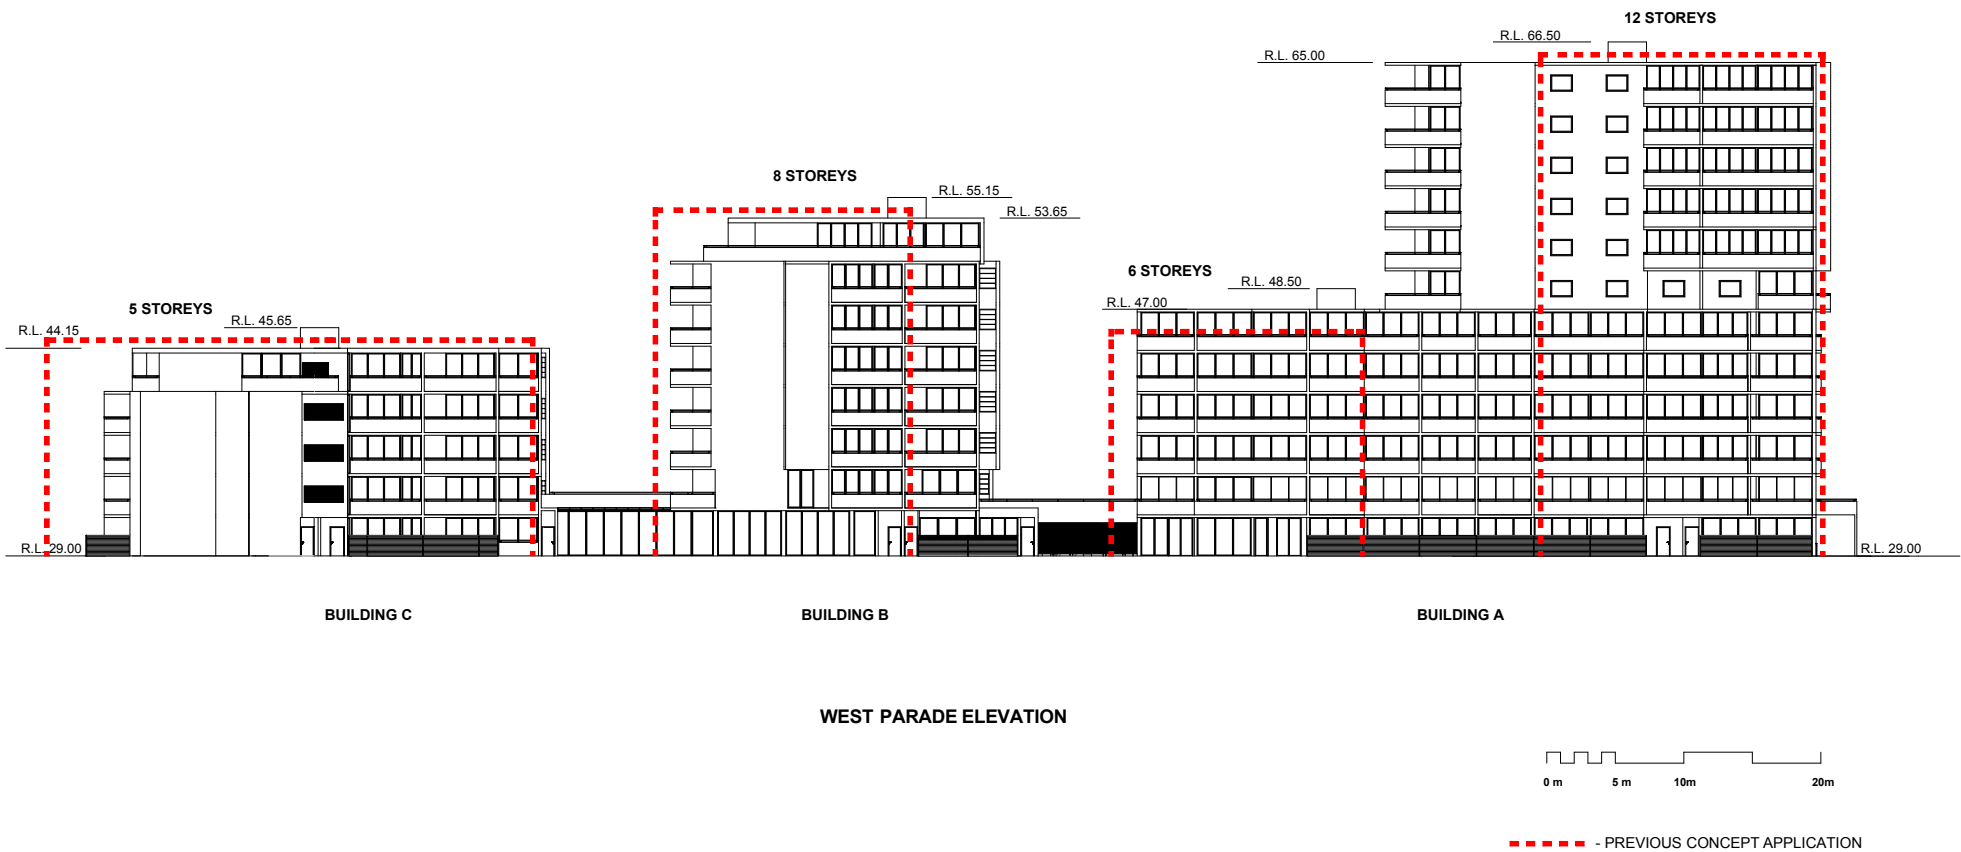 12 STOREYS
R.L. 66.50
R.L. 65.00
8 STOREYS
R.L. 55.15
R.L. 53.65
6 STOREYS
R.L. 48.50
R.L. 47.00
5 STOREYS
R.L. 45.65
R.L. 44.15
R.L. 29.00
R.L. 29.00
BUILDING C
BUILDING B
BUILDING A
WEST PARADE ELEVATION
0 m 5 m 10m 20m
- PREVIOUS CONCEPT APPLICATION